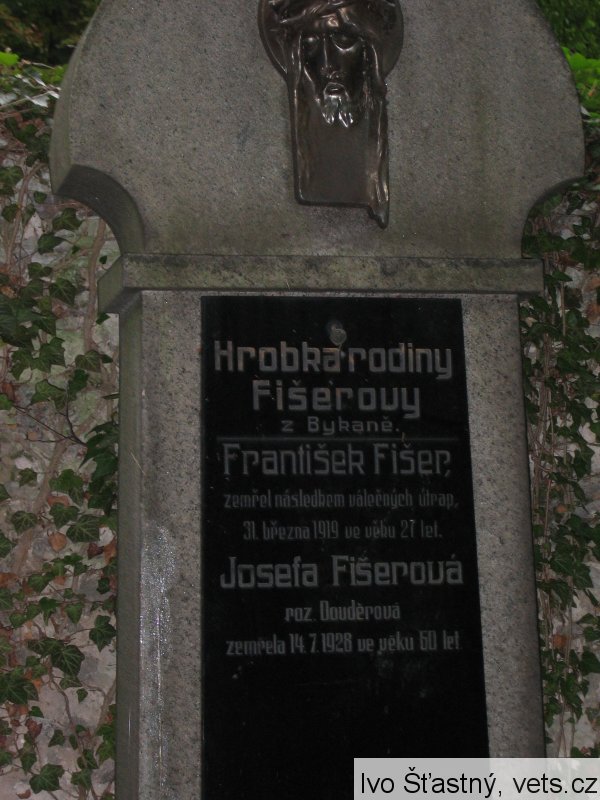 Hrobka rodiny
Fišerovy
z Bykaně.
František Fišer,
zemřel následkem válečných útrap,
31. března 1919 ve věku 27 let.
Josefa Fišerová
roz. Douděrová
zemřela 14. 7. 1928 ve věku 60 let
Ivo Šťastný, vets.cz